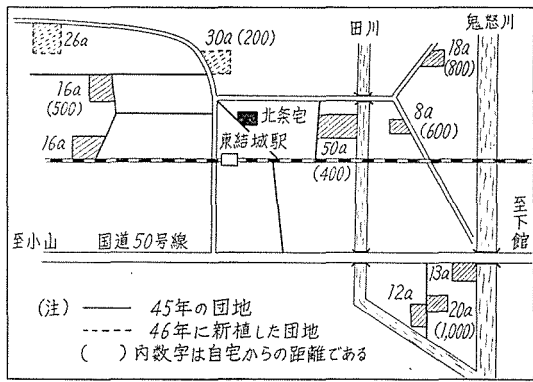 田川
鬼怒川
26a
30a(200)
18a
(800)
16a
(500)
8a
(600)
北条宅
16a
東結城駅
50a
(400)
至小山
国道50号線
至下館
13a
12a
20a
(1,000)
(注)
45年の団地
46年に新植した団地
( )内数字は自宅からの距離である